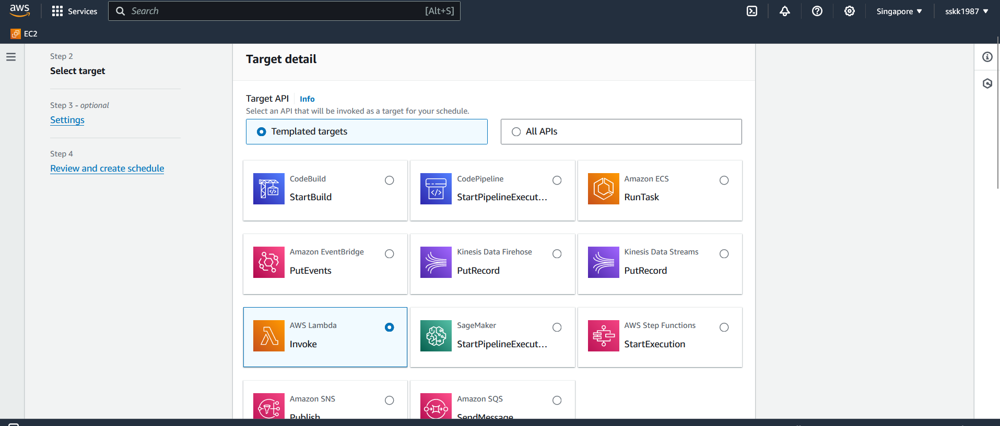 aws
Services
Search
[Alt+S]
Singapore
sskk1987
EC2
Step 2
Select target
Step 3 - optional
Settings
Step 4
Review and create schedule
Target detail
Target API
Info
Select an API that will be invoked as a target for your schedule.
Templated targets
All APIs
CodeBuild
StartBuild
CodePipeline
StartPipelineExecut...
Amazon ECS
RunTask
Amazon EventBridge
PutEvents
Kinesis Data Firehose
PutRecord
Kinesis Data Streams
PutRecord
AWS Lambda
Invoke
SageMaker
StartPipelineExecut...
AWS Step Functions
StartExecution
Amazon SNS
Publish
Amazon SQS
SendMessage